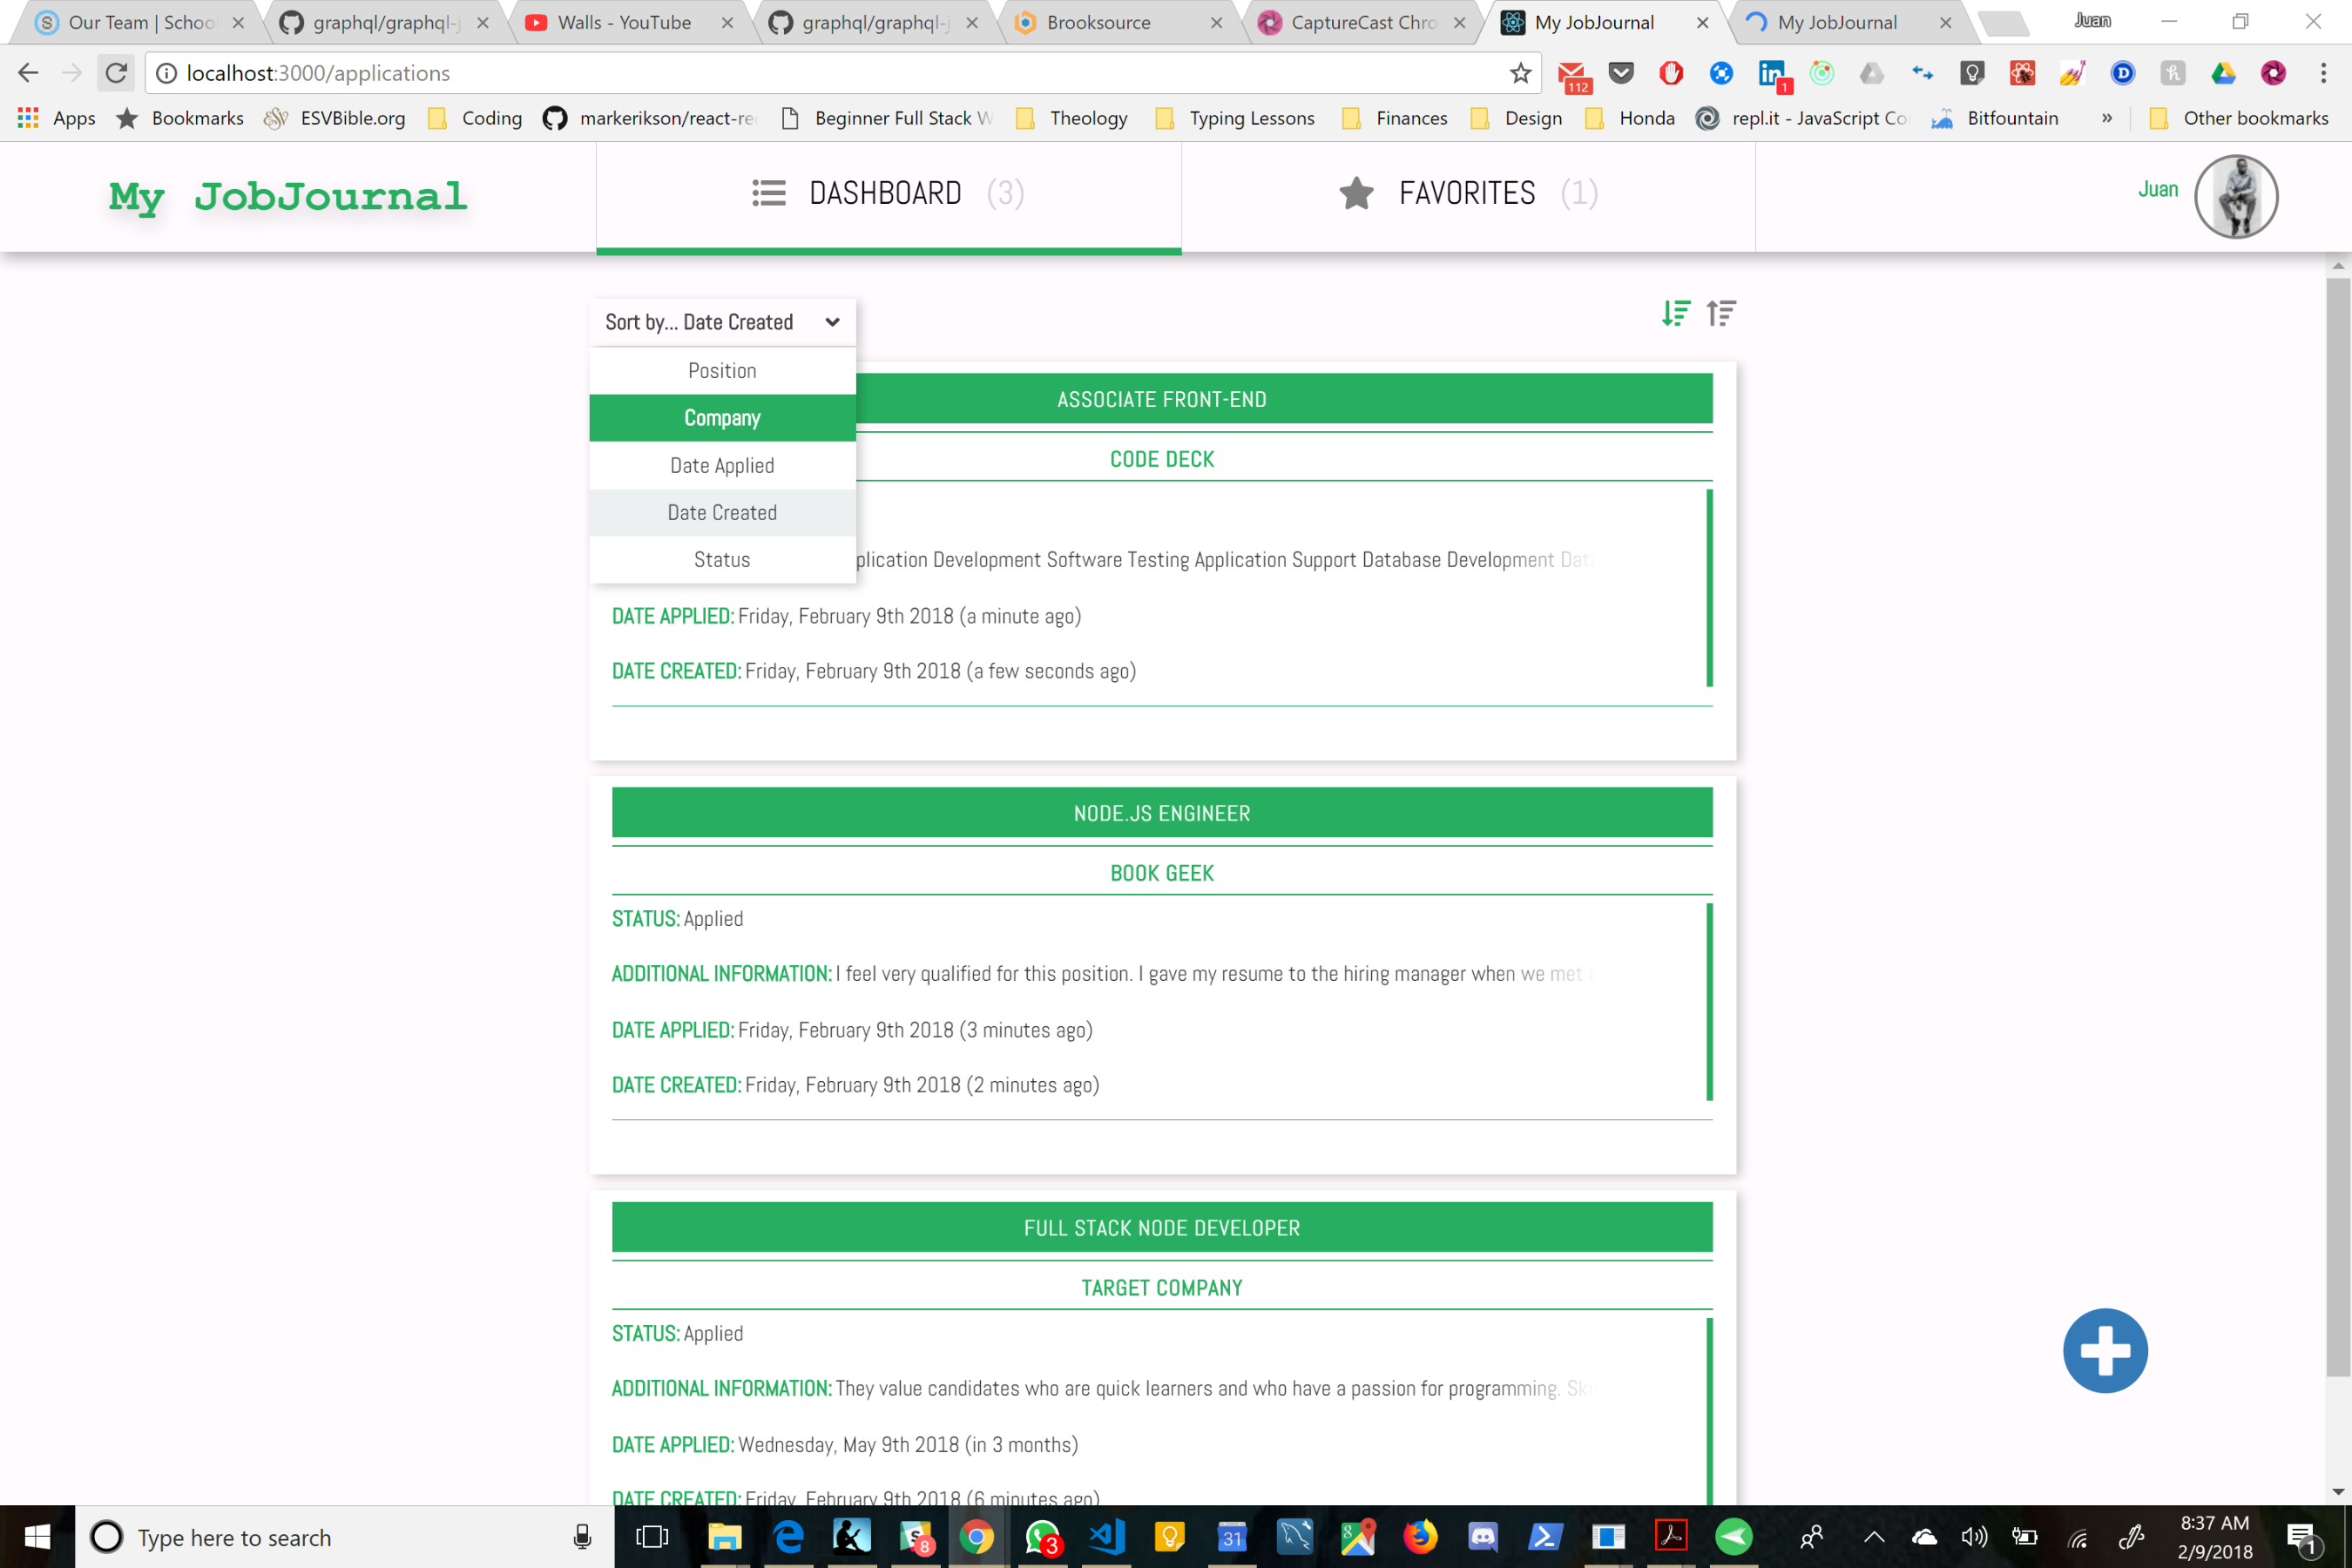 Our Team | School
graphql/graphql-j
Walls - YouTube
graphql/graphql-j
Brooksource
CaptureCast Chro
My JobJournal
My JobJournal
Juan
localhost:3000/applications
112
1
Apps
Bookmarks
ESVBible.org
Coding
markerikson/react-re
Beginner Full Stack W
Theology
Typing Lessons
Finances
Design
Honda
repl.it - JavaScript Co
Bitfountain
»
Other bookmarks
My JobJournal
DASHBOARD (3)
FAVORITES (1)
Juan
Sort by... Date Created
Position
Company
Date Applied
Date Created
Status
ASSOCIATE FRONT-END
CODE DECK
plication Development Software Testing Application Support Database Development Data
DATE APPLIED: Friday, February 9th 2018 (a minute ago)
DATE CREATED: Friday, February 9th 2018 (a few seconds ago)
NODE.JS ENGINEER
BOOK GEEK
STATUS: Applied
ADDITIONAL INFORMATION: I feel very qualified for this position. I gave my resume to the hiring manager when we met
DATE APPLIED: Friday, February 9th 2018 (3 minutes ago)
DATE CREATED: Friday, February 9th 2018 (2 minutes ago)
FULL STACK NODE DEVELOPER
TARGET COMPANY
STATUS: Applied
ADDITIONAL INFORMATION: They value candidates who are quick learners and who have a passion for programming. Ski
DATE APPLIED: Wednesday, May 9th 2018 (in 3 months)
DATE CREATED: Friday, February 9th 2018 (6 minutes ago)
Type here to search
8
3
31
8:37 AM
2/9/2018
1